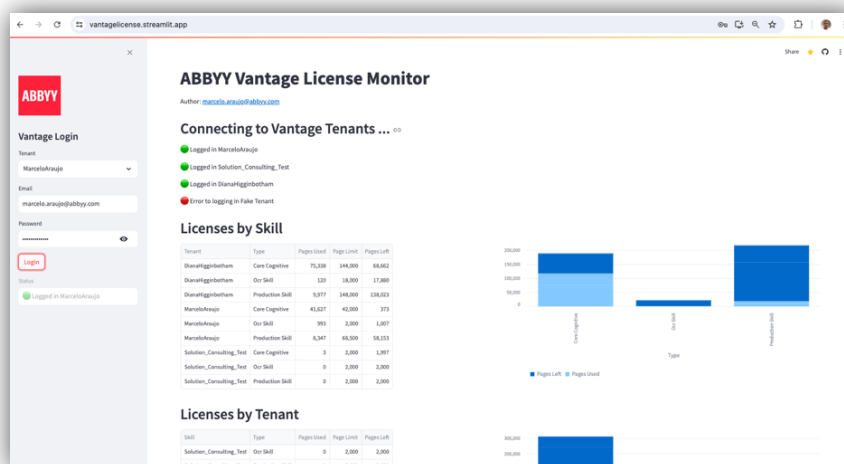 vantagelicense.streamlit.app
Share
ABBYY
Vantage Login
Tenant
MarceloAraujo
Email
marcelo.araujo@abbyy.com
Password
Login
Status
Logged in MarceloAraujo
ABBYY Vantage License Monitor
Author: marcelo.araujo@abbyy.com
Connecting to Vantage Tenants ...
Logged in MarceloAraujo
Logged in Solution_Consulting_Test
Logged in DianaHigginbotham
Error to logging in Fake Tenant
Licenses by Skill
Tenant Type Pages Used Page Limit Pages Left
DianaHigginbotham Core Cognitive 75,338 144,000 68,662
DianaHigginbotham Ocr Skill 120 18,000 17,880
DianaHigginbotham Production Skill 9,977 148,000 138,023
MarceloAraujo Core Cognitive 41,627 42,000 373
MarceloAraujo Ocr Skill 993 2,000 1,007
MarceloAraujo Production Skill 8,347 66,500 58,153
Solution_Consulting_Test Core Cognitive 3 2,000 1,997
Solution_Consulting_Test Ocr Skill 0 2,000 2,000
Solution_Consulting_Test Production Skill 0 2,000 2,000
200,000
150,000
100,000
50,000
0
Core Cognitive
Ocr Skill
Production Skill
Type
Pages Left Pages Used
Licenses by Tenant
Skill Type Pages Used Page Limit Pages Left
Solution_Consulting_Test Ocr Skill 0 2,000 2,000
300,000
200,000